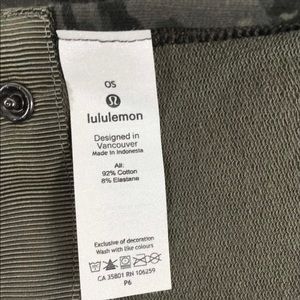 OS
lululemon
Designed in
Vancouver
Made in Indonesia
All:
92% Cotton
8% Elastane
Exclusive of decoration
Wash with like colours
CA 35801 RN 106259
P6